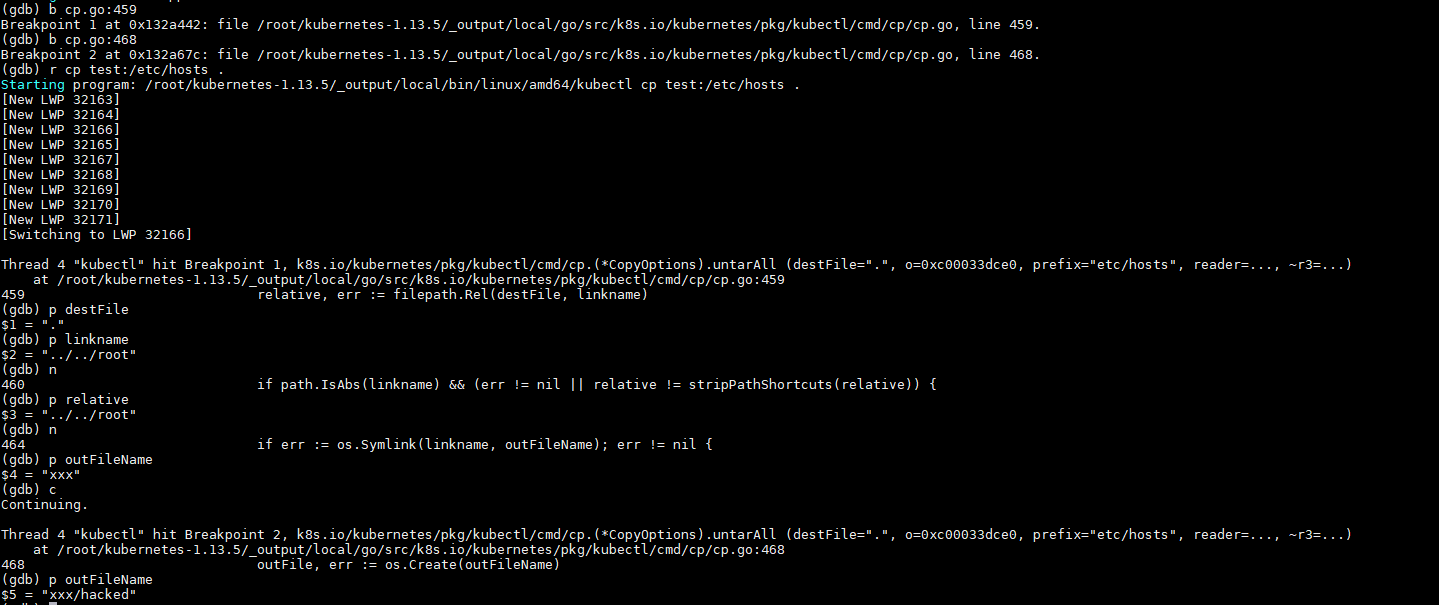 (gdb) b cp.go:459
Breakpoint 1 at 0x132a442: file /root/kubernetes-1.13.5/_output/local/go/src/k8s.io/kubernetes/pkg/kubectl/cmd/cp/cp.go, line 459.
(gdb) b cp.go:468
Breakpoint 2 at 0x132a67c: file /root/kubernetes-1.13.5/_output/local/go/src/k8s.io/kubernetes/pkg/kubectl/cmd/cp/cp.go, line 468.
(gdb) r cp test:/etc/hosts .
Starting program: /root/kubernetes-1.13.5/_output/local/bin/linux/amd64/kubectl cp test:/etc/hosts .
[New LWP 32163]
[New LWP 32164]
[New LWP 32166]
[New LWP 32165]
[New LWP 32167]
[New LWP 32168]
[New LWP 32169]
[New LWP 32170]
[New LWP 32171]
[Switching to LWP 32166]
Thread 4 "kubectl" hit Breakpoint 1, k8s.io/kubernetes/pkg/kubectl/cmd/cp.(*CopyOptions).untarAll (destFile=".", o=0xc00033dce0, prefix="etc/hosts", reader=..., ~r3=...)
at /root/kubernetes-1.13.5/_output/local/go/src/k8s.io/kubernetes/pkg/kubectl/cmd/cp/cp.go:459
459 relative, err := filepath.Rel(destFile, linkname)
(gdb) p destFile
$1 = "."
(gdb) p linkname
$2 = "../../root"
(gdb) n
460 if path.IsAbs(linkname) && (err != nil || relative != stripPathShortcuts(relative)) {
(gdb) p relative
$3 = "../../root"
(gdb) n
464 if err := os.Symlink(linkname, outFileName); err != nil {
(gdb) p outFileName
$4 = "xxx"
(gdb) c
Continuing.
Thread 4 "kubectl" hit Breakpoint 2, k8s.io/kubernetes/pkg/kubectl/cmd/cp.(*CopyOptions).untarAll (destFile=".", o=0xc00033dce0, prefix="etc/hosts", reader=..., ~r3=...)
at /root/kubernetes-1.13.5/_output/local/go/src/k8s.io/kubernetes/pkg/kubectl/cmd/cp/cp.go:468
468 outFile, err := os.Create(outFileName)
(gdb) p outFileName
$5 = "xxx/hacked"